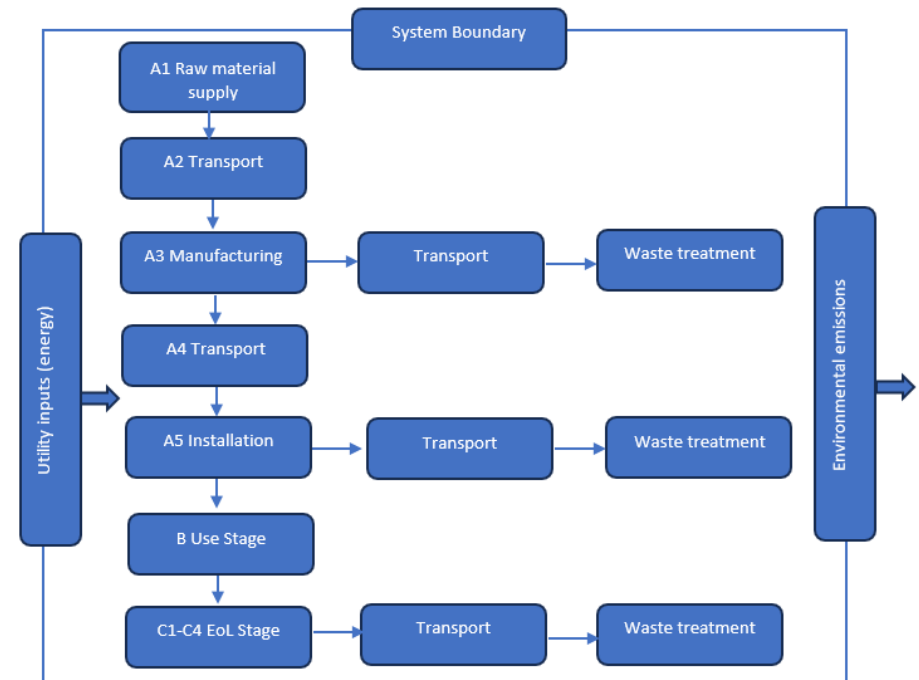 System Boundary
A1 Raw material
supply
A2 Transport
A3 Manufacturing
Transport
Waste treatment
A4 Transport
A5 Installation
Transport
Waste treatment
B Use Stage
C1-C4 EoL Stage
Transport
Waste treatment
Utility inputs (energy)
Environmental emissions